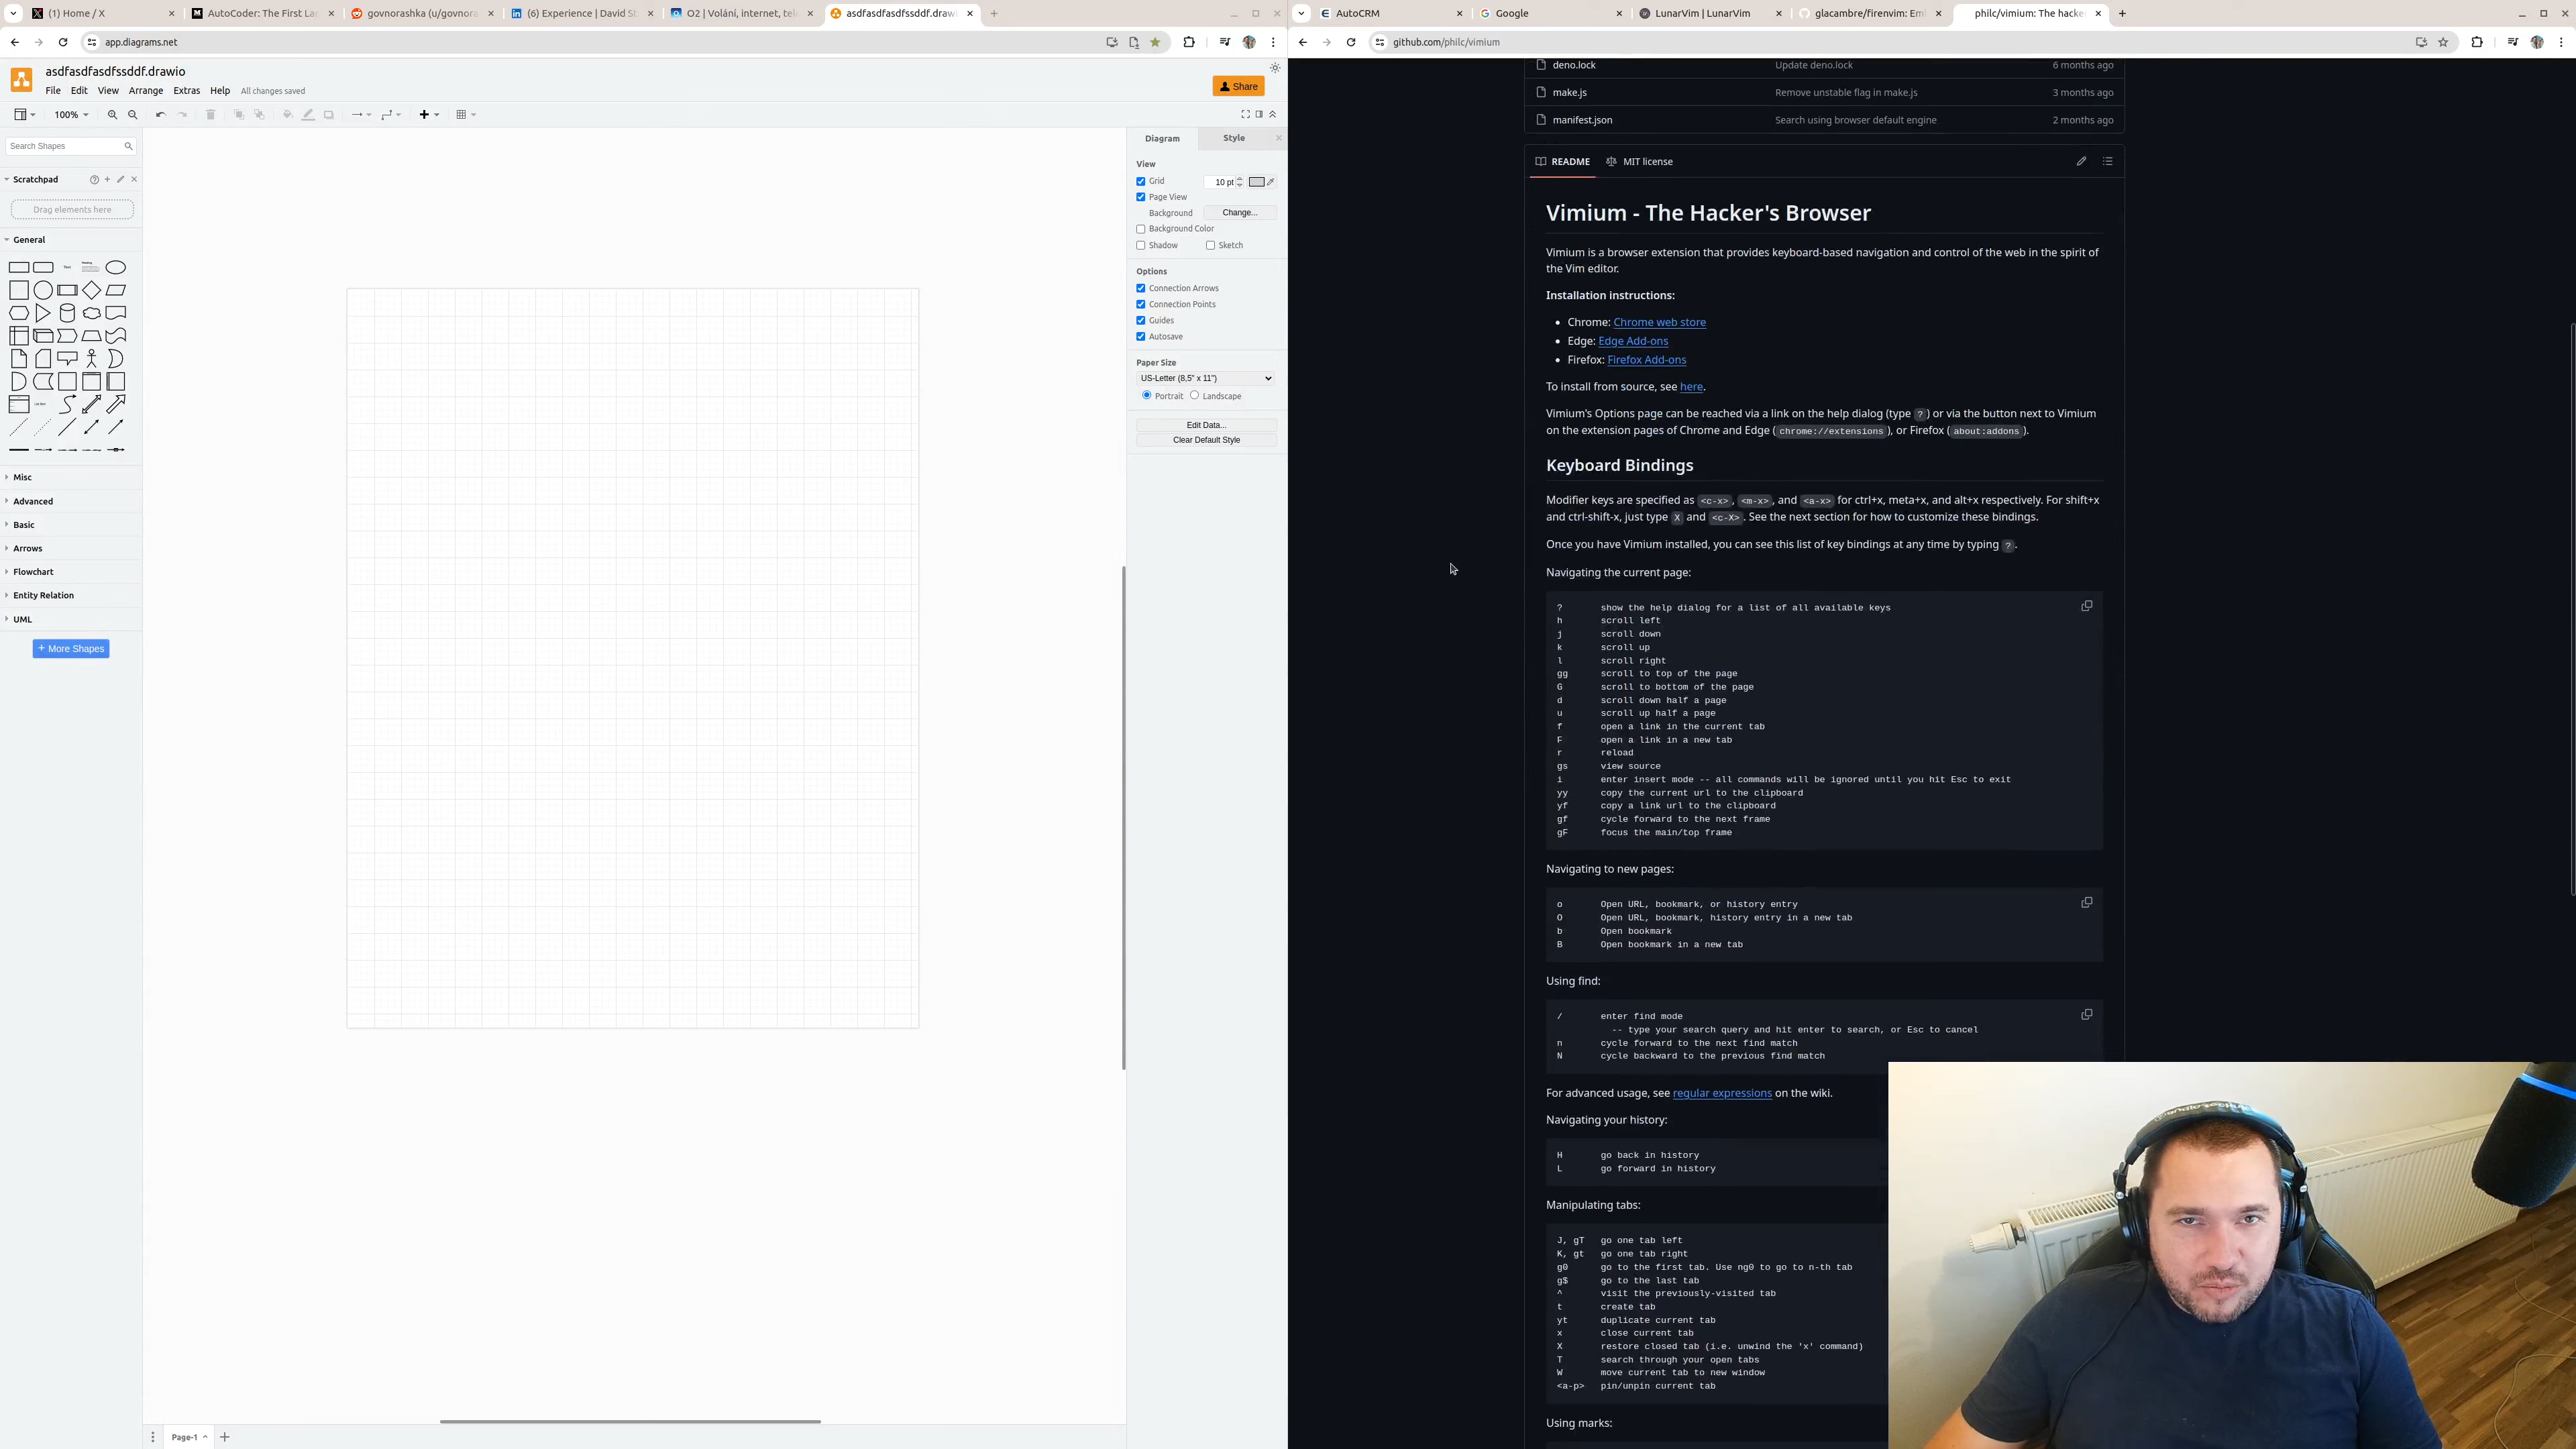 (1) Home / X
AutoCoder: The First La
govnorashka (u/govnora
(6) Experience | David S
O2 | Volání, internet, tel
asdfasdfasdfssddf.drawi
app.diagrams.net
asdfasdfasdfssddf.drawio
File Edit View Arrange Extras Help All changes saved
Share
100%
Search Shapes
Scratchpad
Drag elements here
General
Misc
Advanced
Basic
Arrows
Flowchart
Entity Relation
UML
+ More Shapes
Diagram
Style
View
Grid
10 pt
Page View
Background
Change...
Background Color
Shadow
Sketch
Options
Connection Arrows
Connection Points
Guides
Autosave
Paper Size
US-Letter (8,5" x 11")
Portrait
Landscape
Edit Data...
Clear Default Style
Page-1
AutoCRM
Google
LunarVim | LunarVim
glacambre/firenvim: Em
philc/vimium: The hacke
github.com/philc/vimium
deno.lock Update deno.lock 6 months ago
make.js Remove unstable flag in make.js 3 months ago
manifest.json Search using browser default engine 2 months ago
README MIT license
Vimium - The Hacker's Browser
Vimium is a browser extension that provides keyboard-based navigation and control of the web in the spirit of
the Vim editor.
Installation instructions:
• Chrome: Chrome web store
• Edge: Edge Add-ons
• Firefox: Firefox Add-ons
To install from source, see here.
Vimium's Options page can be reached via a link on the help dialog (type ? ) or via the button next to Vimium
on the extension pages of Chrome and Edge ( chrome://extensions ), or Firefox ( about:addons ).
Keyboard Bindings
Modifier keys are specified as <c-x> , <m-x> , and <a-x> for ctrl+x, meta+x, and alt+x respectively. For shift+x
and ctrl-shift-x, just type X and <c-X> . See the next section for how to customize these bindings.
Once you have Vimium installed, you can see this list of key bindings at any time by typing ? .
Navigating the current page:
? show the help dialog for a list of all available keys
h scroll left
j scroll down
k scroll up
l scroll right
gg scroll to top of the page
G scroll to bottom of the page
d scroll down half a page
u scroll up half a page
f open a link in the current tab
F open a link in a new tab
r reload
gs view source
i enter insert mode -- all commands will be ignored until you hit Esc to exit
yy copy the current url to the clipboard
yf copy a link url to the clipboard
gf cycle forward to the next frame
gF focus the main/top frame
Navigating to new pages:
o Open URL, bookmark, or history entry
O Open URL, bookmark, history entry in a new tab
b Open bookmark
B Open bookmark in a new tab
Using find:
/ enter find mode
-- type your search query and hit enter to search, or Esc to cancel
n cycle forward to the next find match
N cycle backward to the previous find match
For advanced usage, see regular expressions on the wiki.
Navigating your history:
H go back in history
L go forward in history
Manipulating tabs:
J, gT go one tab left
K, gt go one tab right
g0 go to the first tab. Use ng0 to go to n-th tab
g$ go to the last tab
^ visit the previously-visited tab
t create tab
yt duplicate current tab
x close current tab
X restore closed tab (i.e. unwind the 'x' command)
T search through your open tabs
W move current tab to new window
<a-p> pin/unpin current tab
Using marks: